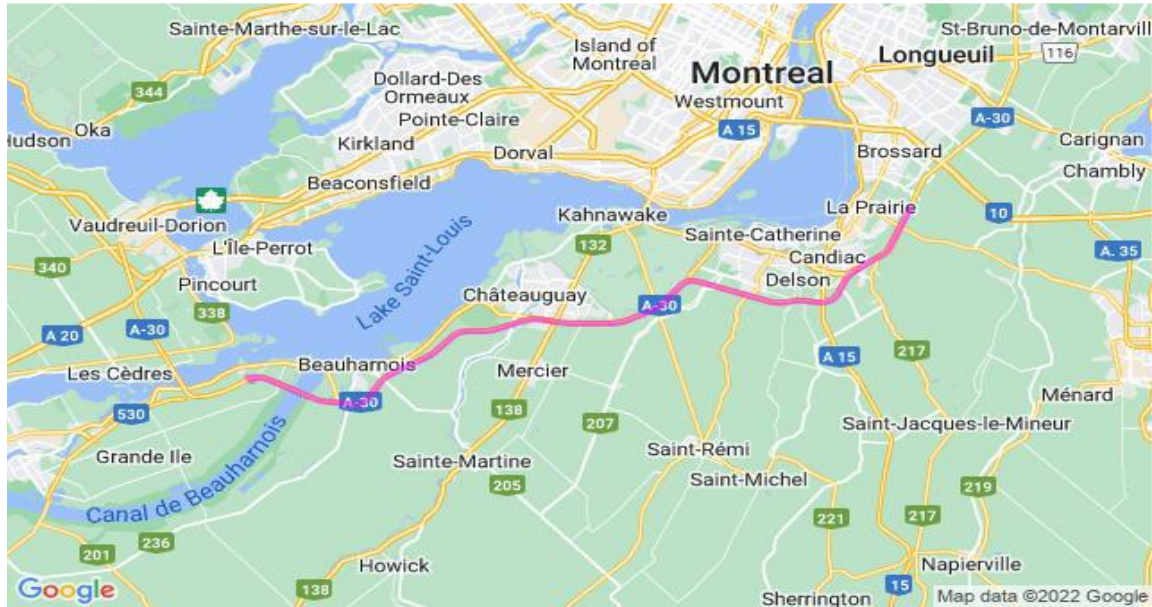 Sainte-Marthe-sur-le-Lac
St-Bruno-de-Montarvill
Island of
Montréal
Longueuil
116
Dollard-Des
Ormeaux
Montreal
344
Westmount
Pointe-Claire
A 15
A-30
Oka
Hudson
Kirkland
Dorval
Brossard
Carignan
Chambly
Beaconsfield
Vaudreuil-Dorion
Kahnawake
La Prairie
10
L'Île-Perrot
132
Sainte-Catherine
A. 35
340
Candiac
Pincourt
Lake Saint-Louis
Delson
Châteauguay
A-30
338
A 20
A-30
A 15
217
Les Cèdres
Beauharnois
Mercier
Ménard
A-30
530
138
207
Saint-Jacques-le-Mineur
Grande Ile
Sainte-Martine
Saint-Rémi
Saint-Michel
205
219
Canal de Beauharnois
221
217
236
201
Howick
Napierville
138
15
Sherrington
Google
Map data ©2022 Google